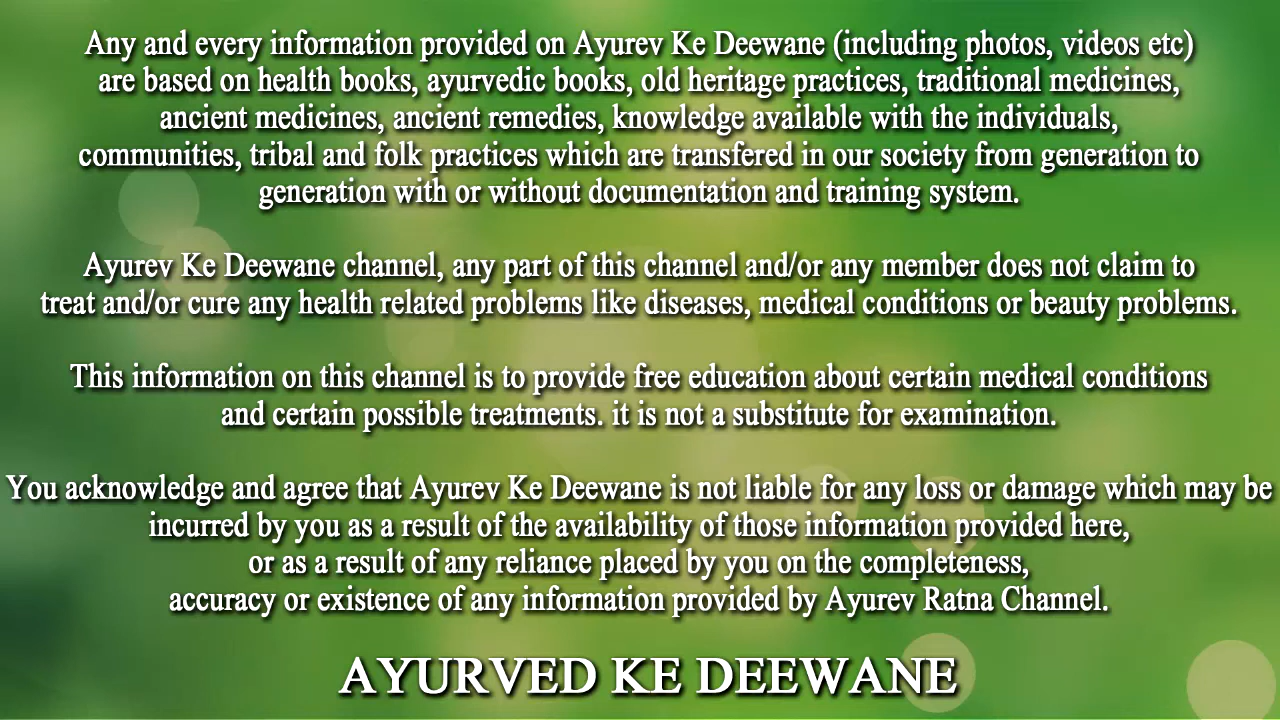 Any and every information provided on Ayurev Ke Deewane (including photos, videos etc)
are based on health books, ayurvedic books, old heritage practices, traditional medicines,
ancient medicines, ancient remedies, knowledge available with the individuals,
communities, tribal and folk practices which are transfered in our society from generation to
generation with or without documentation and training system.
Ayurev Ke Deewane channel, any part of this channel and/or any member does not claim to
treat and/or cure any health related problems like diseases, medical conditions or beauty problems.
This information on this channel is to provide free education about certain medical conditions
and certain possible treatments. it is not a substitute for examination.
You acknowledge and agree that Ayurev Ke Deewane is not liable for any loss or damage which may be
incurred by you as a result of the availability of those information provided here,
or as a result of any reliance placed by you on the completeness,
accuracy or existence of any information provided by Ayurev Ratna Channel.
AYURVED KE DEEWANE